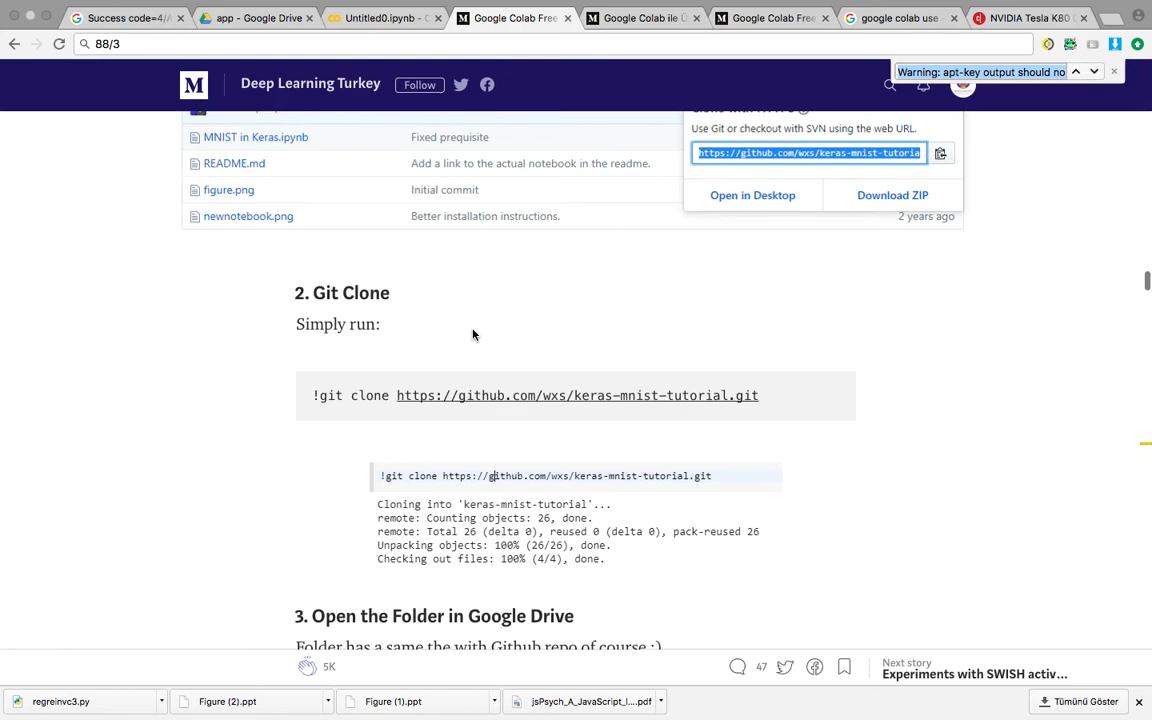 Success code=4/A
app - Google Drive
Untitled0.ipynb - C
Google Colab Free
Google Colab ile Ü
Google Colab Free
google colab use -
NVIDIA Tesla K80
88/3
Warning: apt-key output should no
M
Deep Learning Turkey
Follow
MNIST in Keras.ipynb
Fixed prequisite
Use Git or checkout with SVN using the web URL.
README.md
Add a link to the actual notebook in the readme.
https://github.com/wxs/keras-mnist-tutoria
figure.png
Initial commit
Open in Desktop
Download ZIP
newnotebook.png
Better installation instructions.
2 years ago
2. Git Clone
Simply run:
!git clone https://github.com/wxs/keras-mnist-tutorial.git
!git clone https://github.com/wxs/keras-mnist-tutorial.git
Cloning into 'keras-mnist-tutorial'...
remote: Counting objects: 26, done.
remote: Total 26 (delta 0), reused 0 (delta 0), pack-reused 26
Unpacking objects: 100% (26/26), done.
Checking out files: 100% (4/4), done.
3. Open the Folder in Google Drive
Folder has a same the with Github repo of course :)
5K
47
Next story
Experiments with SWISH activ...
regreinvc3.py
Figure (2).ppt
Figure (1).ppt
jsPsych_A_JavaScript_l....pdf
Tümünü Göster